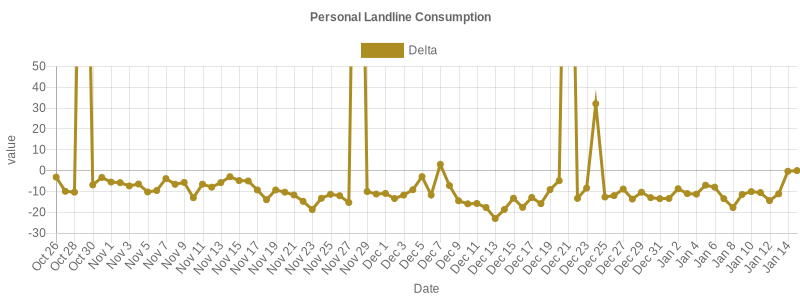 Personal Landline Consumption
Delta
value
50
40
30
20
10
0
-10
-20
-30
Oct 26
Oct 28
Oct 30
Nov 1
Nov 3
Nov 5
Nov 7
Nov 9
Nov 11
Nov 13
Nov 15
Nov 17
Nov 19
Nov 21
Nov 23
Nov 25
Nov 27
Nov 29
Dec 1
Dec 3
Dec 5
Dec 7
Dec 9
Dec 11
Dec 13
Dec 15
Dec 17
Dec 19
Dec 21
Dec 23
Dec 25
Dec 27
Dec 29
Dec 31
Jan 2
Jan 4
Jan 6
Jan 8
Jan 10
Jan 12
Jan 14
Date